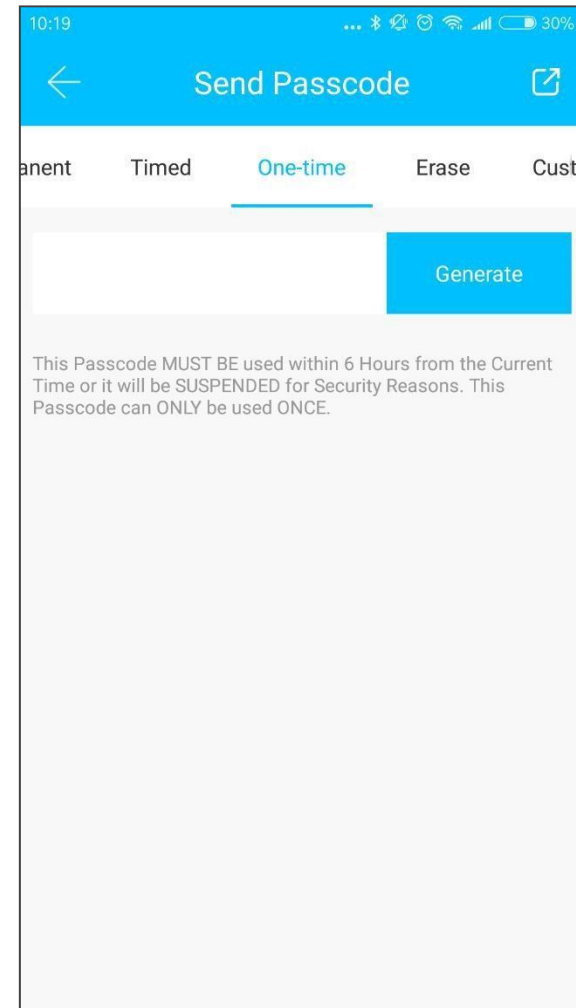 10:19 ... 30%
Send Passcode
anent Timed One-time Erase Cust
Generate
This Passcode MUST BE used within 6 Hours from the Current
Time or it will be SUSPENDED for Security Reasons. This
Passcode can ONLY be used ONCE.